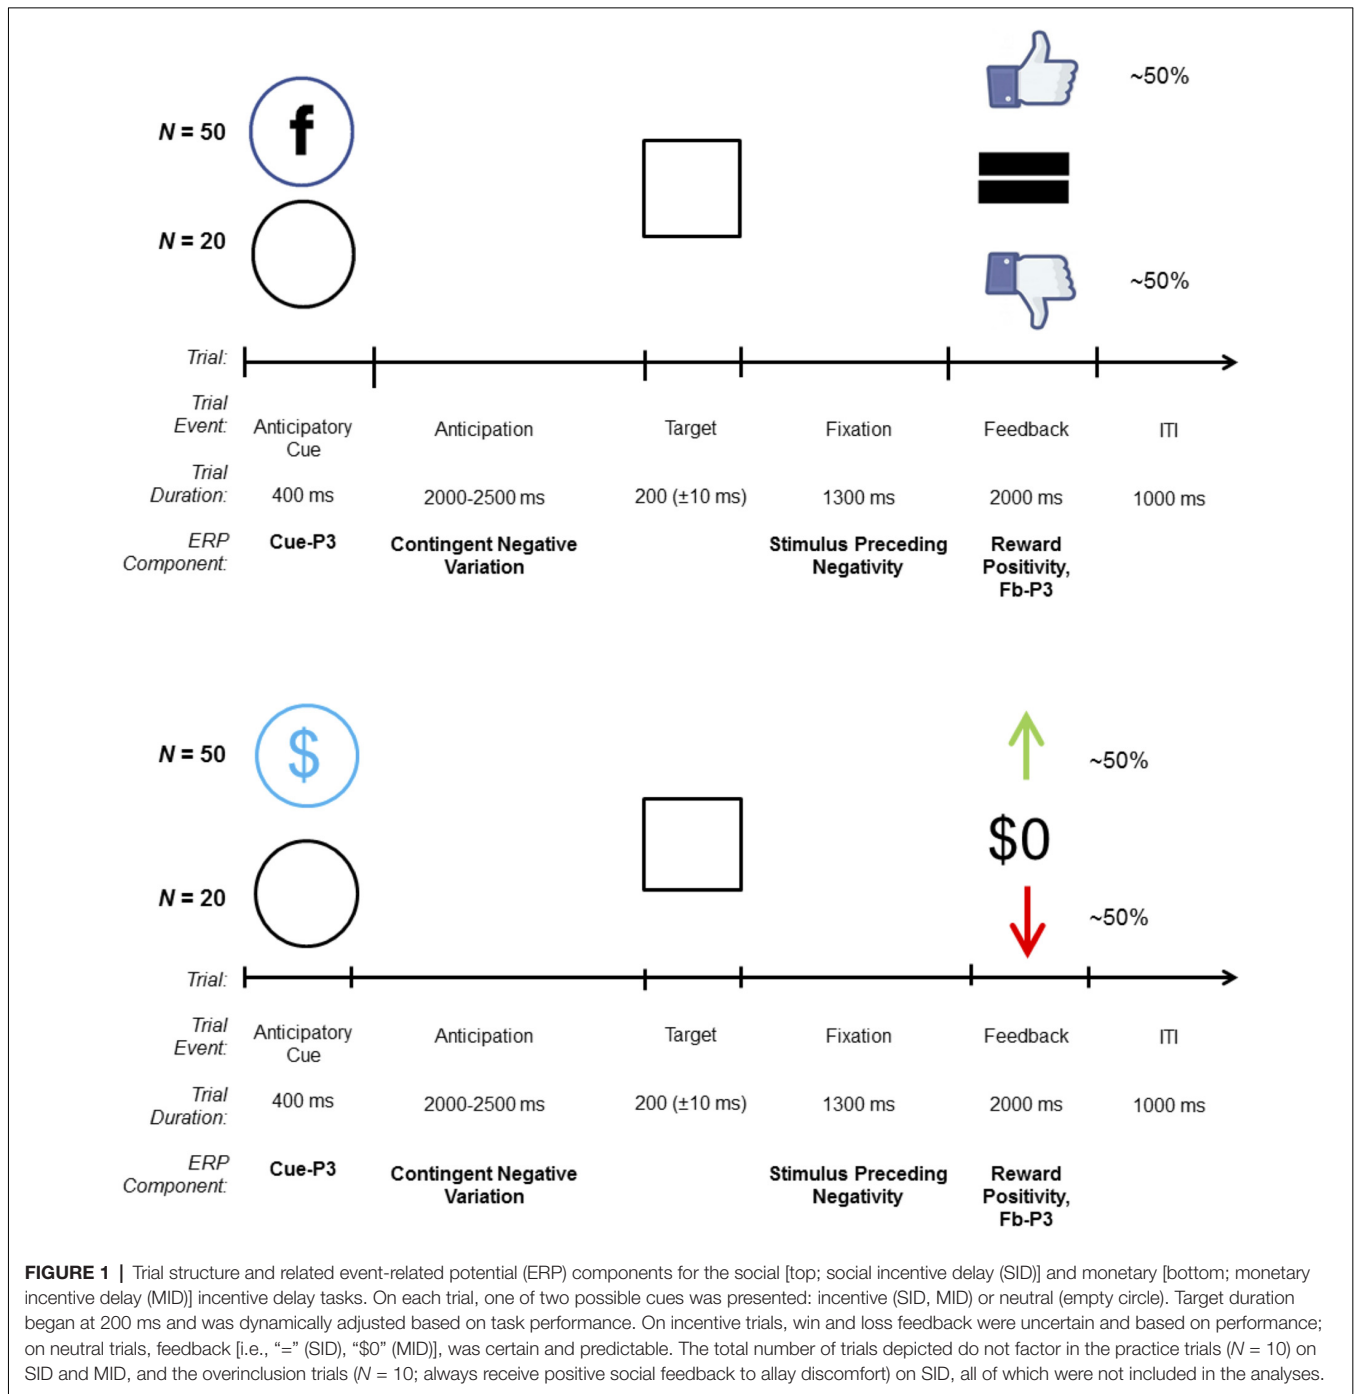 ~50%
f
N = 50
N = 20
~50%
Trial:
Trial
Event:
Anticipatory
Cue
Anticipation
Target
Fixation
Feedback
ITI
Trial
Duration:
400 ms
2000-2500 ms
200 (±10 ms)
1300 ms
2000 ms
1000 ms
ERP
Component:
Cue-P3
Contingent Negative
Variation
Stimulus Preceding
Negativity
Reward
Positivity,
Fb-P3
N = 50
$
~50%
$0
N = 20
~50%
Trial:
Trial
Event:
Anticipatory
Cue
Anticipation
Target
Fixation
Feedback
ITI
Trial
Duration:
400 ms
2000-2500 ms
200 (±10 ms)
1300 ms
2000 ms
1000 ms
ERP
Component:
Cue-P3
Contingent Negative
Variation
Stimulus Preceding
Negativity
Reward
Positivity,
Fb-P3
FIGURE 1 | Trial structure and related event-related potential (ERP) components for the social [top; social incentive delay (SID)] and monetary [bottom; monetary
incentive delay (MID)] incentive delay tasks. On each trial, one of two possible cues was presented: incentive (SID, MID) or neutral (empty circle). Target duration
began at 200 ms and was dynamically adjusted based on task performance. On incentive trials, win and loss feedback were uncertain and based on performance;
on neutral trials, feedback [i.e., “=” (SID), “$0” (MID)], was certain and predictable. The total number of trials depicted do not factor in the practice trials (N = 10) on
SID and MID, and the overinclusion trials (N = 10; always receive positive social feedback to allay discomfort) on SID, all of which were not included in the analyses.